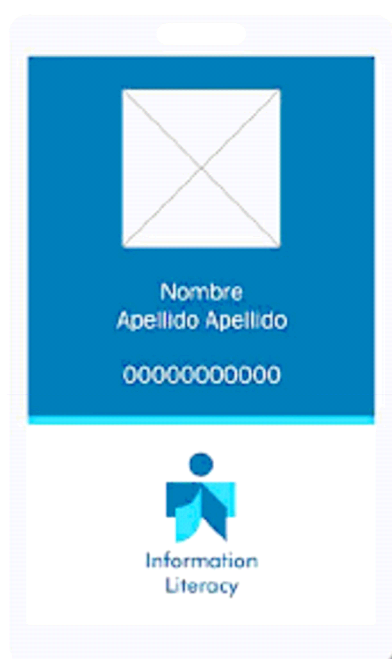 Nombre
Apellido Apellido
00000000000
Information
Literacy